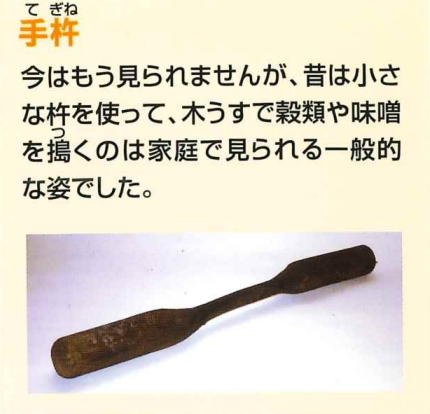 て ぎね
手杵
今はもう見られませんが、昔は小さ
な杵を使って、木うすで穀類や味噌
つ
を搗くのは家庭で見られる一般的
な姿でした。